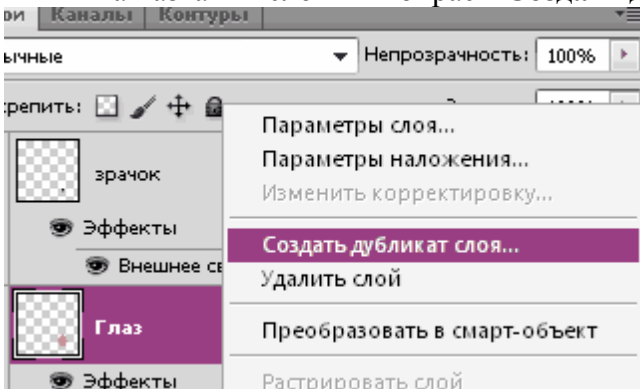 ои Каналы Контуры
ычные Непрозрачность: 100%
репить:
Параметры слоя...
зрачок Параметры наложения...
Изменить корректировку...
Эффекты
Создать дубликат слоя...
Внешнее св
Удалить слой
Глаз Преобразовать в смарт-объект
Эффекты Растрировать слой